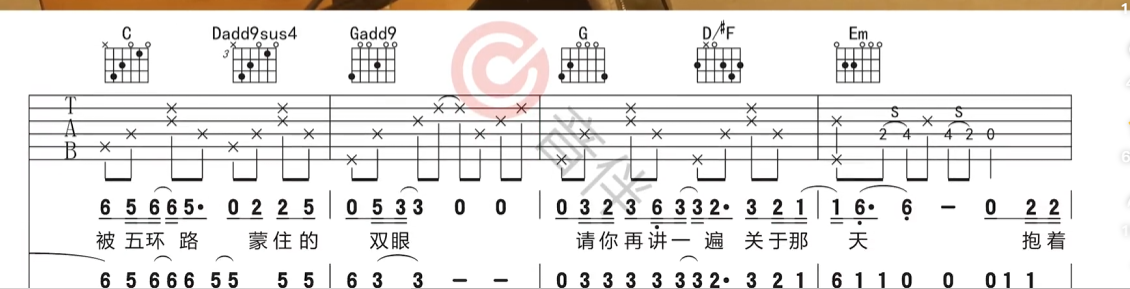 C Dadd9sus4 Gadd9 G D/#F Em
3
S S
T A B 2 4 4 2 0
6 5 6 6 5· 0 2 2 5 | 0 5 3 3 0 0 | 0 3 2 3 6 3 3 2· 3 2 1 | 1 6· 6 – 0 2 2 |
被 五环 路 蒙住的 双眼 请你再讲一 遍 关于那 天 抱着
6 5 6 6 6 5 5 5 5 | 6 3 3 – – | 0 3 3 3 3 3 3 2· 3 2 1 | 6 1 1 0 0 0 1 1 |
音伴